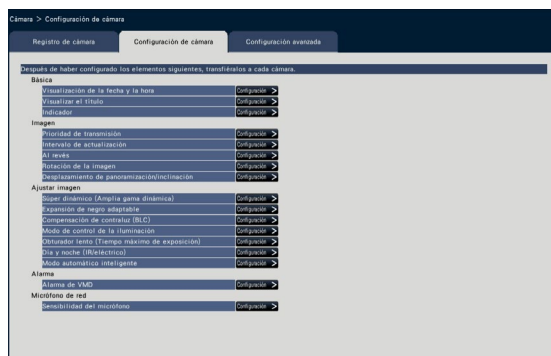 Cámara > Configuración de cámara
Registro de cámara Configuración de cámara Configuración avanzada
Después de haber configurado los elementos siguientes, transfiéralos a cada cámara.
Básica
Visualización de la fecha y la hora Configuración >
Visualizar el título Configuración >
Indicador Configuración >
Imagen
Prioridad de transmisión Configuración >
Intervalo de actualización Configuración >
Al revés Configuración >
Rotación de la imagen Configuración >
Desplazamiento de panoramización/inclinación Configuración >
Ajustar imagen
Súper dinámico (Amplia gama dinámica) Configuración >
Expansión de negro adaptable Configuración >
Compensación de contraluz (BLC) Configuración >
Modo de control de la iluminación Configuración >
Obturador lento (Tiempo máximo de exposición) Configuración >
Día y noche (IR/eléctrico) Configuración >
Modo automático inteligente Configuración >
Alarma
Alarma de VMD Configuración >
Micrófono de red
Sensibilidad del micrófono Configuración >